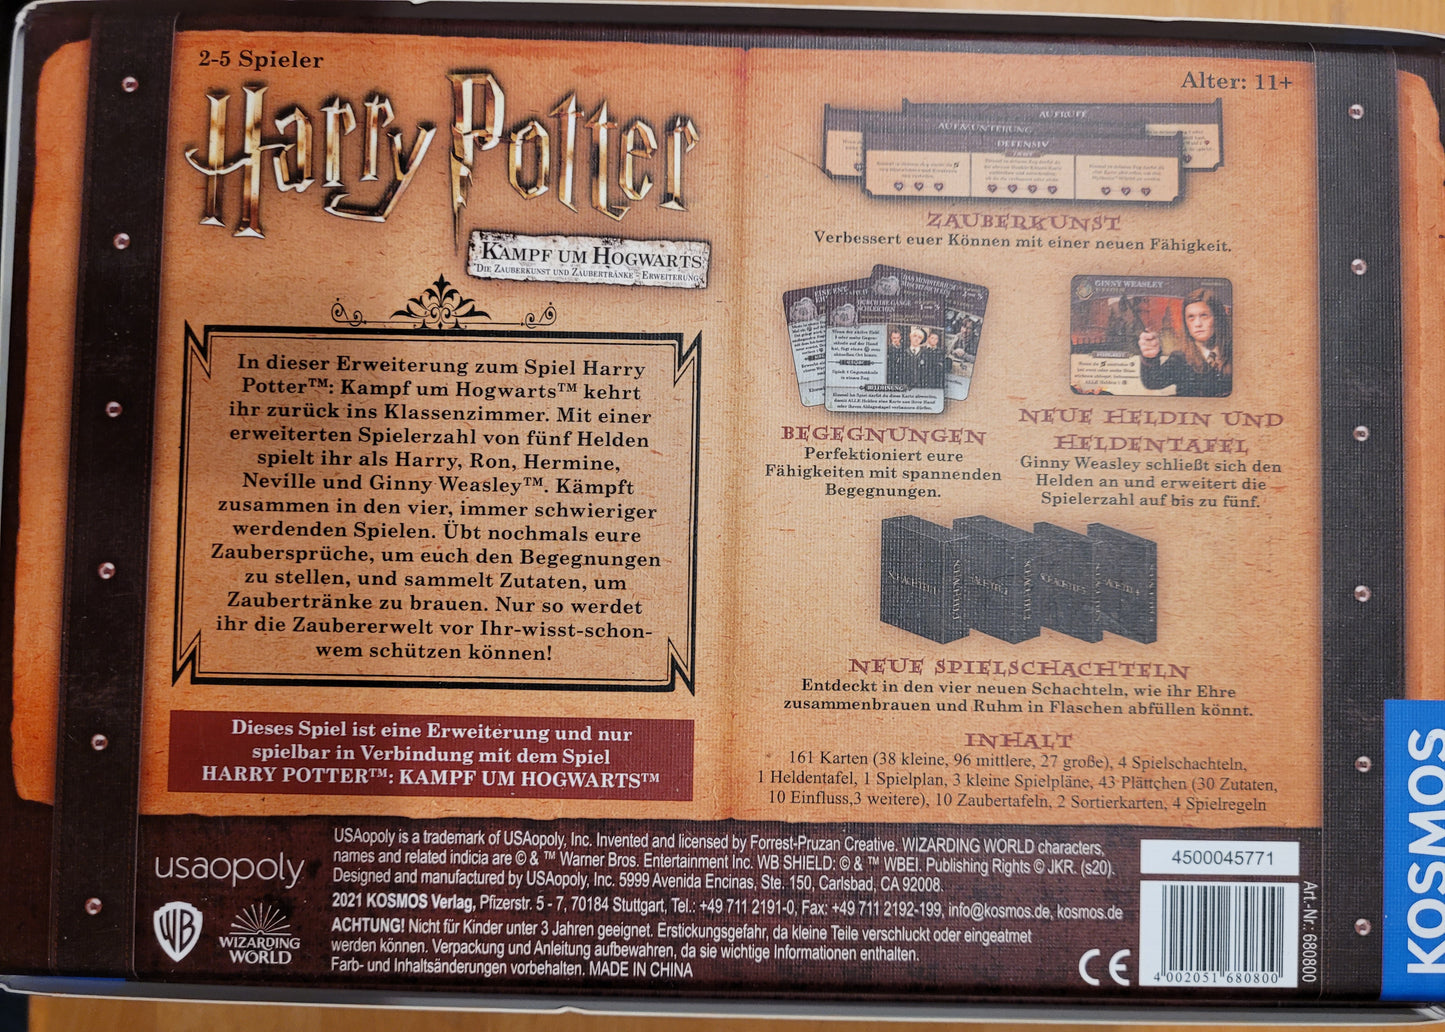 2-5 Spieler
Harry Potter
KAMPF UM HOGWARTS
DIE ZAUBERKUNST UND ZAUBERTRÄNKE - ERWEITERUNG
In dieser Erweiterung zum Spiel Harry
Potter™: Kampf um Hogwarts™ kehrt
ihr zurück ins Klassenzimmer. Mit einer
erweiterten Spielerzahl von fünf Helden
spielt ihr als Harry, Ron, Hermine,
Neville und Ginny Weasley™. Kämpft
zusammen in den vier, immer schwieriger
werdenden Spielen. Übt nochmals eure
Zaubersprüche, um euch den Begegnungen
zu stellen, und sammelt Zutaten, um
Zaubertränke zu brauen. Nur so werdet
ihr die Zaubererwelt vor Ihr-wisst-schon-
wem schützen können!
Dieses Spiel ist eine Erweiterung und nur
spielbar in Verbindung mit dem Spiel
HARRY POTTER™: KAMPF UM HOGWARTS™
Alter: 11+
AUFRUFE
AUFMUNTERUNG
DEFENSIV
ZAUBERKUNST
Verbessert euer Können mit einer neuen Fähigkeit.
DAS MINISTERIUM
DURCH DIE GÄNGE
SCHLEICHEN
BELOHNUNG
GINNY WEASLEY
BEGEGNUNGEN
Perfektioniert eure
Fähigkeiten mit spannenden
Begegnungen.
NEUE HELDIN UND
HELDENTAFEL
Ginny Weasley schließt sich den
Helden an und erweitert die
Spielerzahl auf bis zu fünf.
NEUE SPIELSCHACHTELN
Entdeckt in den vier neuen Schachteln, wie ihr Ehre
zusammenbrauen und Ruhm in Flaschen abfüllen könnt.
INHALT
161 Karten (38 kleine, 96 mittlere, 27 große), 4 Spielschachteln,
1 Heldentafel, 1 Spielplan, 3 kleine Spielpläne, 43 Plättchen (30 Zutaten,
10 Einfluss,3 weitere), 10 Zaubertafeln, 2 Sortierkarten, 4 Spielregeln
usaopoly
WB
WIZARDING
WORLD
USAopoly is a trademark of USAopoly, Inc. Invented and licensed by Forrest-Pruzan Creative. WIZARDING WORLD characters,
names and related indicia are © & ™ Warner Bros. Entertainment Inc. WB SHIELD: © & ™ WBEI. Publishing Rights © JKR. (s20).
Designed and manufactured by USAopoly, Inc. 5999 Avenida Encinas, Ste. 150, Carlsbad, CA 92008.
2021 KOSMOS Verlag, Pfizerstr. 5 - 7, 70184 Stuttgart, Tel.: +49 711 2191-0, Fax: +49 711 2192-199, info@kosmos.de, kosmos.de
ACHTUNG! Nicht für Kinder unter 3 Jahren geeignet. Erstickungsgefahr, da kleine Teile verschluckt oder eingeatmet
werden können. Verpackung und Anleitung aufbewahren, da sie wichtige Informationen enthalten.
Farb- und Inhaltsänderungen vorbehalten. MADE IN CHINA
CE
4500045771
4 002051 680800
Art.-Nr.: 680800
KOSMOS